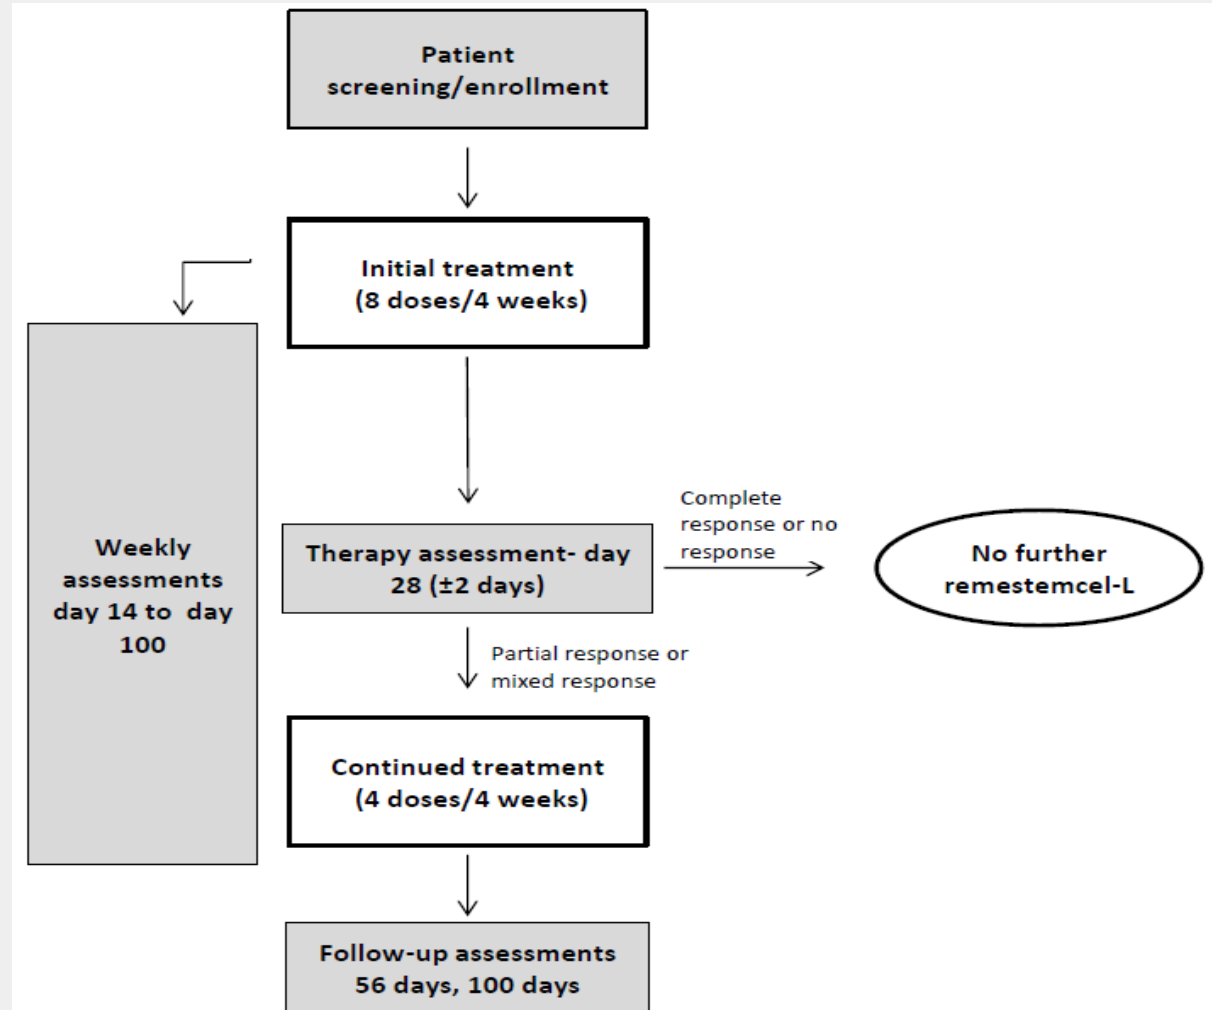 Patient
screening/enrollment
Initial treatment
(8 doses/4 weeks)
Weekly
assessments
day 14 to day
100
Therapy assessment- day
28 (±2 days)
Complete
response or no
response
No further
remestemcel-L
Partial response or
mixed response
Continued treatment
(4 doses/4 weeks)
Follow-up assessments
56 days, 100 days